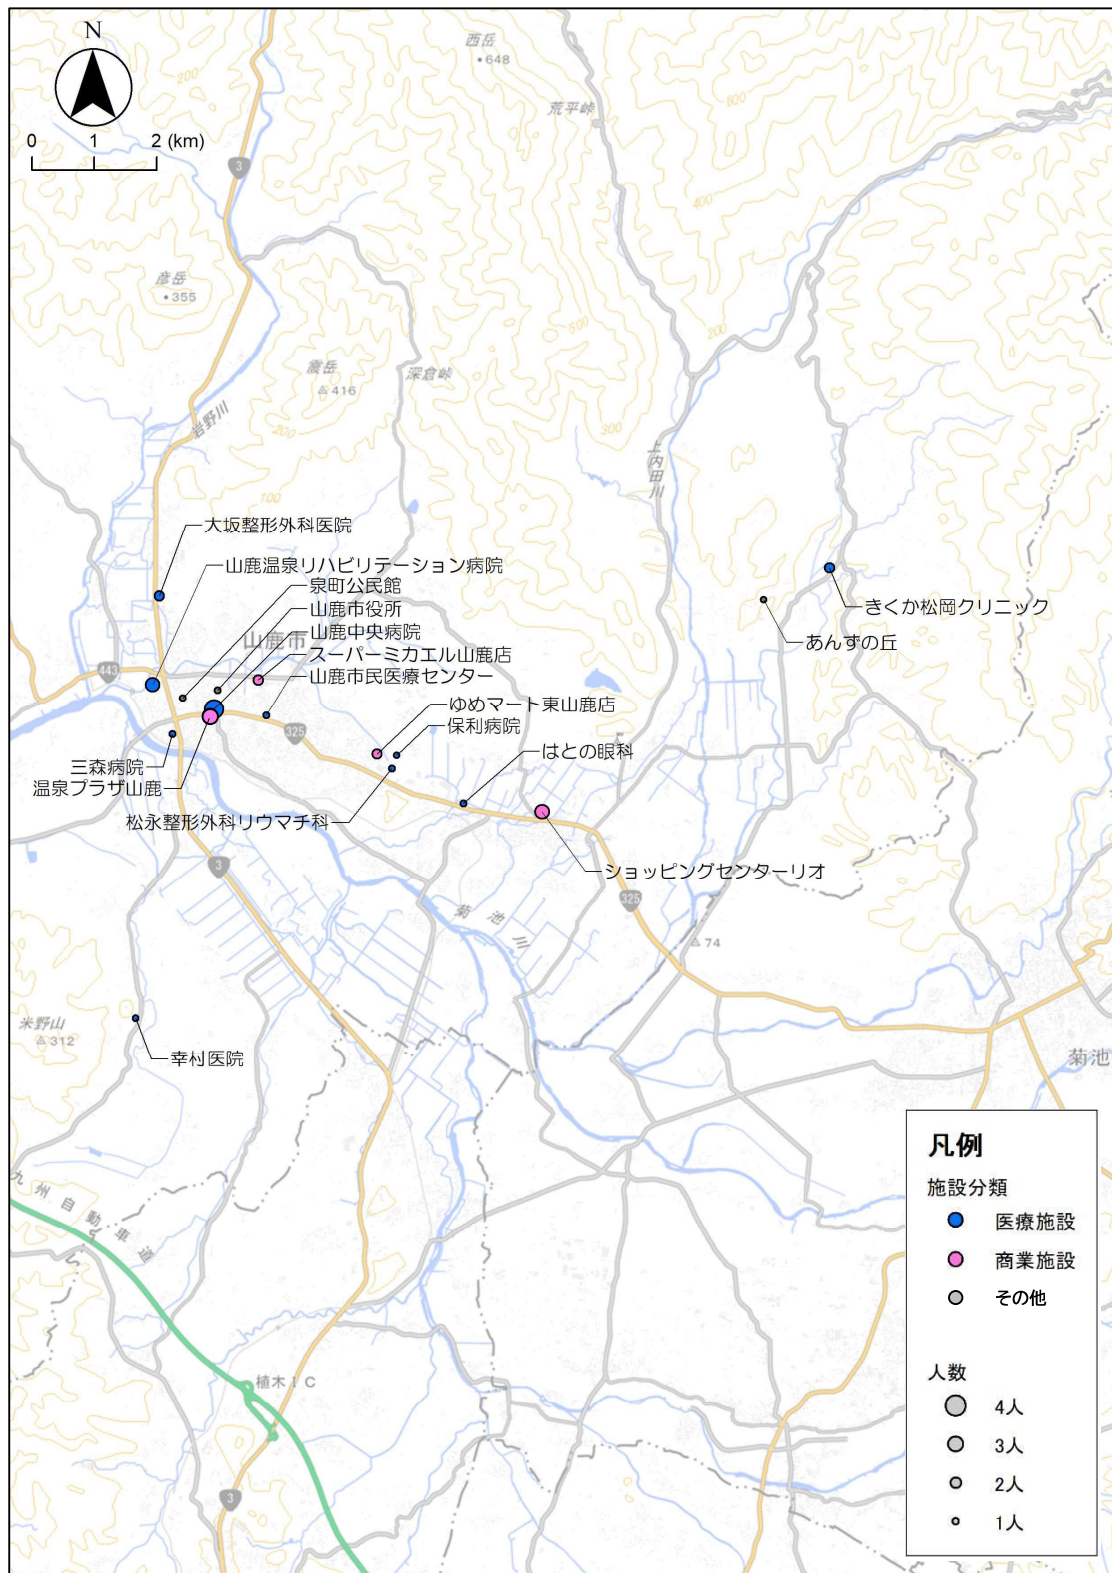 N
0 1 2 (km)
西岳
648
荒平峠
3
200
600
400
彦岳
355
震岳
416
深倉峠
500
200
岩野川
200
300
上内田川
100
大坂整形外科医院
山鹿温泉リハビリテーション病院
泉町公民館
山鹿市役所
山鹿市
山鹿中央病院
スーパーミカエル山鹿店
山鹿市民医療センター
きくか松岡クリニック
あんずの丘
443
ゆめマート東山鹿店
保利病院
325
はとの眼科
三森病院
温泉プラザ山鹿
松永整形外科リウマチ科
ショッピングセンターリオ
3
325
菊池川
74
米野山
312
幸村医院
菊池
九州自動車道
植木IC
3
凡例
施設分類
医療施設
商業施設
その他
人数
4人
3人
2人
1人